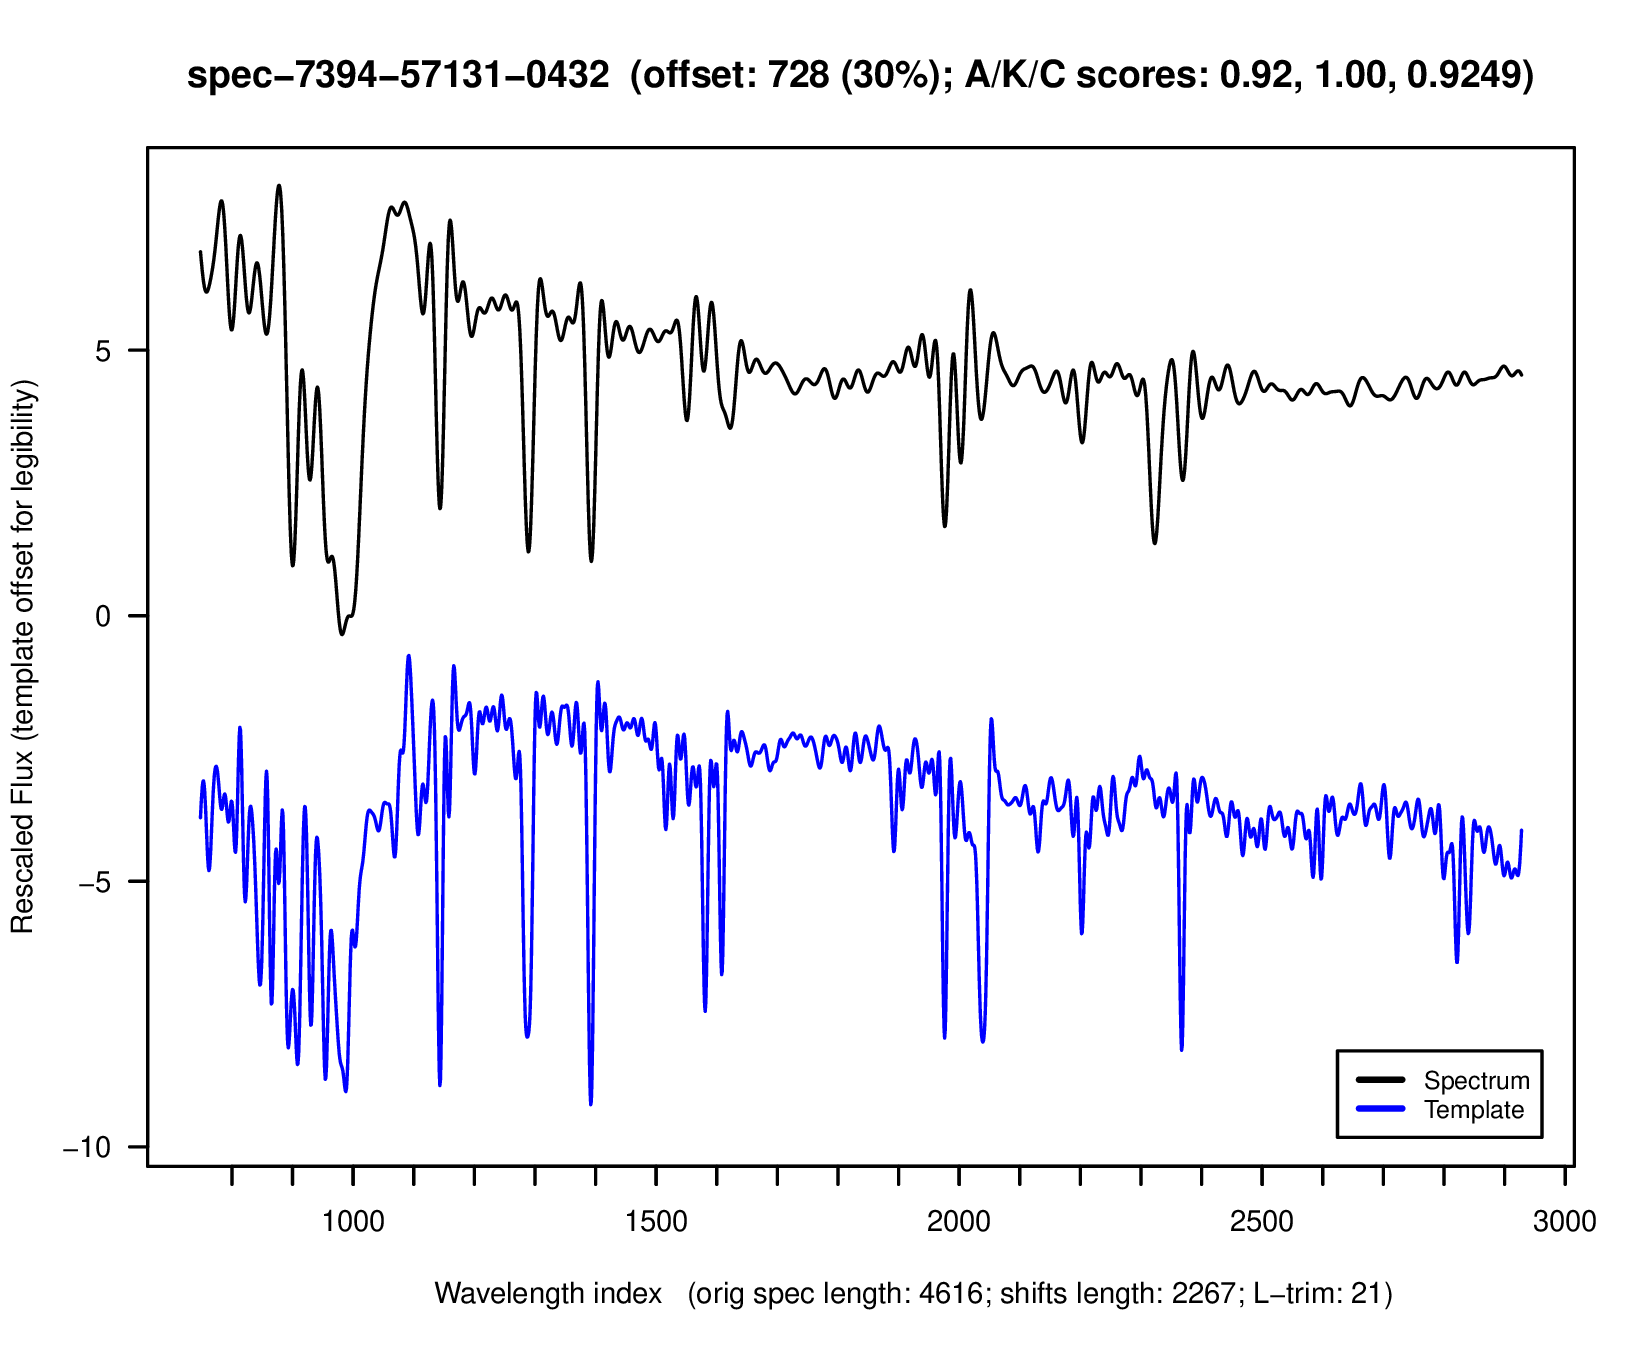 spec−7394−57131−0432 (offset: 728 (30%); A/K/C scores: 0.92, 1.00, 0.9249)
Rescaled Flux (template offset for legibility)
5
0
−5
−10
Spectrum
Template
1000 1500 2000 2500 3000
Wavelength index (orig spec length: 4616; shifts length: 2267; L−trim: 21)